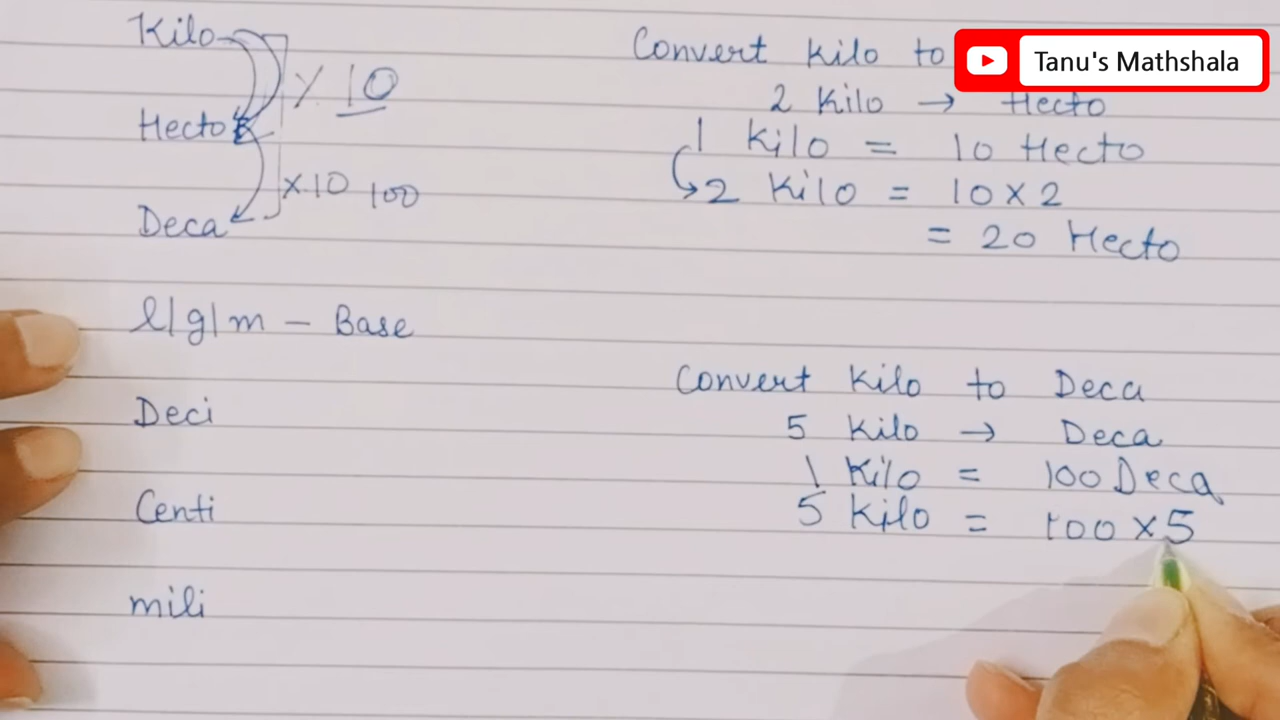 Kilo
x 10
Hecto
x10 100
Deca
l/g/m - Base
Deci
Centi
mili
Convert Kilo to
Tanu's Mathshala
2 Kilo → Hecto
1 Kilo = 10 Hecto
2 Kilo = 10 x 2
= 20 Hecto
Convert Kilo to Deca
5 Kilo → Deca
1 Kilo = 100 Deca
5 Kilo = 100 x 5